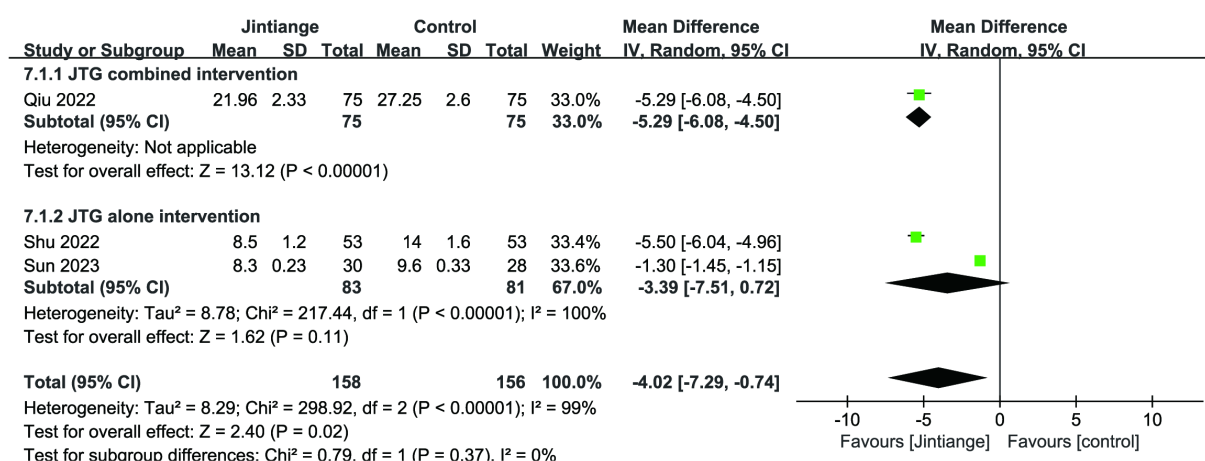 Jintiange Control Mean Difference Mean Difference
Study or Subgroup Mean SD Total Mean SD Total Weight IV, Random, 95% CI IV, Random, 95% CI
7.1.1 JTG combined intervention
Qiu 2022 21.96 2.33 75 27.25 2.6 75 33.0% -5.29 [-6.08, -4.50]
Subtotal (95% CI) 75 75 33.0% -5.29 [-6.08, -4.50]
Heterogeneity: Not applicable
Test for overall effect: Z = 13.12 (P < 0.00001)
7.1.2 JTG alone intervention
Shu 2022 8.5 1.2 53 14 1.6 53 33.4% -5.50 [-6.04, -4.96]
Sun 2023 8.3 0.23 30 9.6 0.33 28 33.6% -1.30 [-1.45, -1.15]
Subtotal (95% CI) 83 81 67.0% -3.39 [-7.51, 0.72]
Heterogeneity: Tau² = 8.78; Chi² = 217.44, df = 1 (P < 0.00001); I² = 100%
Test for overall effect: Z = 1.62 (P = 0.11)
Total (95% CI) 158 156 100.0% -4.02 [-7.29, -0.74]
Heterogeneity: Tau² = 8.29; Chi² = 298.92, df = 2 (P < 0.00001); I² = 99%
Test for overall effect: Z = 2.40 (P = 0.02)
Test for subgroup differences: Chi² = 0.79, df = 1 (P = 0.37), I² = 0%
-10 -5 0 5 10
Favours [Jintiange] Favours [control]